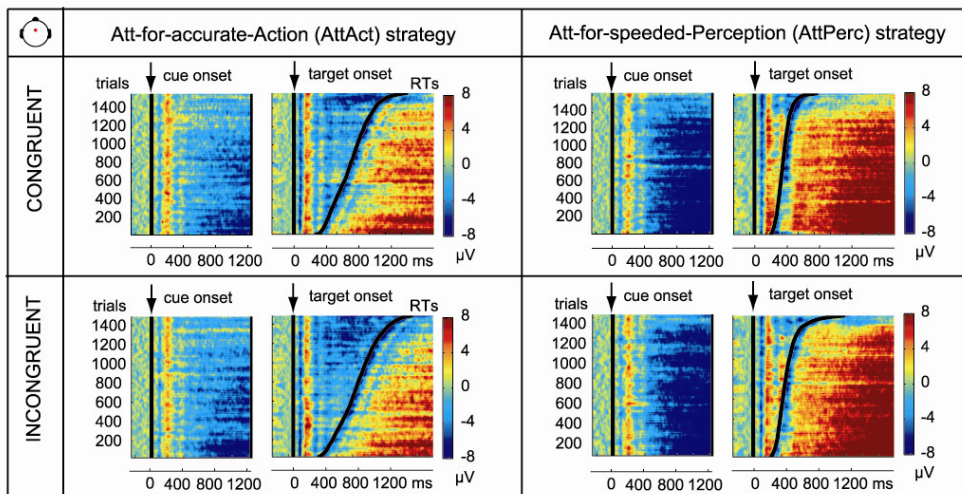 Att-for-accurate-Action (AttAct) strategy
Att-for-speeded-Perception (AttPerc) strategy
CONGRUENT
trials
cue onset
target onset
RTs
1400
1200
1000
800
600
400
200
0 400 800 1200
0 400 800 1200 ms
8
4
0
-4
-8
µV
trials
cue onset
target onset
1400
1200
1000
800
600
400
200
0 400 800 1200
0 400 800 1200 ms
8
4
0
-4
-8
µV
INCONGRUENT
trials
cue onset
target onset
RTs
1400
1200
1000
800
600
400
200
0 400 800 1200
0 400 800 1200 ms
8
4
0
-4
-8
µV
trials
cue onset
target onset
1400
1200
1000
800
600
400
200
0 400 800 1200
0 400 800 1200 ms
8
4
0
-4
-8
µV